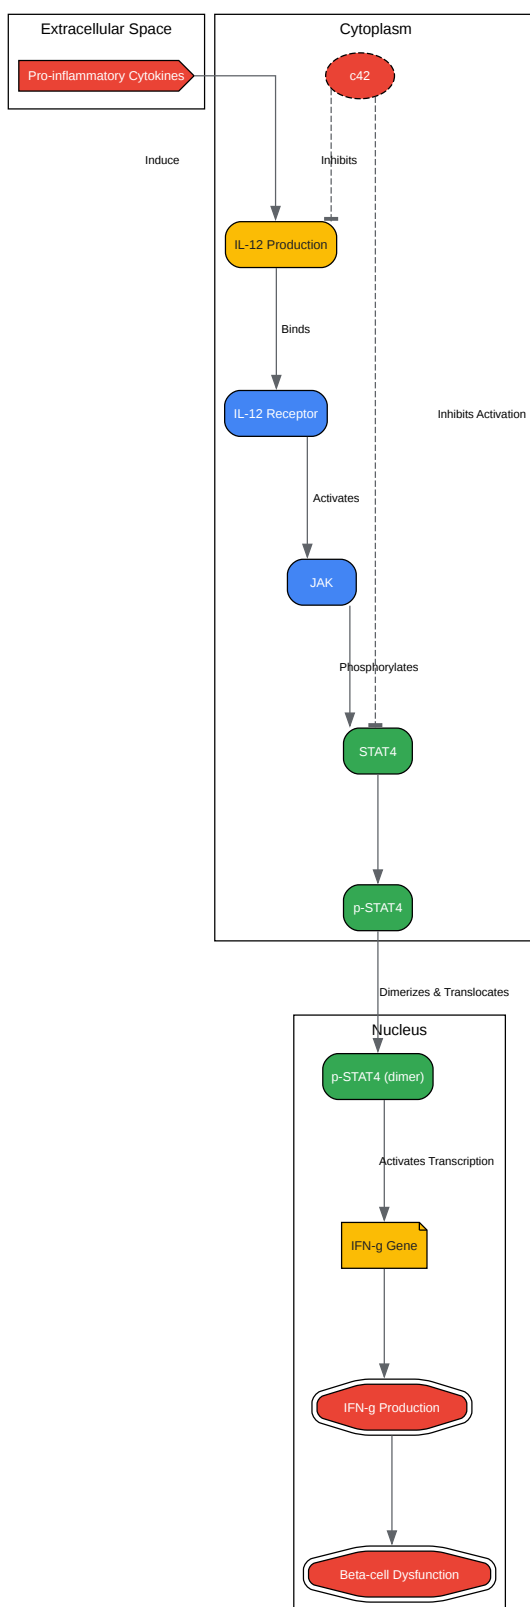 Extracellular Space
Cytoplasm
Pro-inflammatory Cytokines
c42
Induce
Inhibits
IL-12 Production
Binds
IL-12 Receptor
Inhibits Activation
Activates
JAK
Phosphorylates
STAT4
p-STAT4
Dimerizes & Translocates
Nucleus
p-STAT4 (dimer)
Activates Transcription
IFN-g Gene
IFN-g Production
Beta-cell Dysfunction